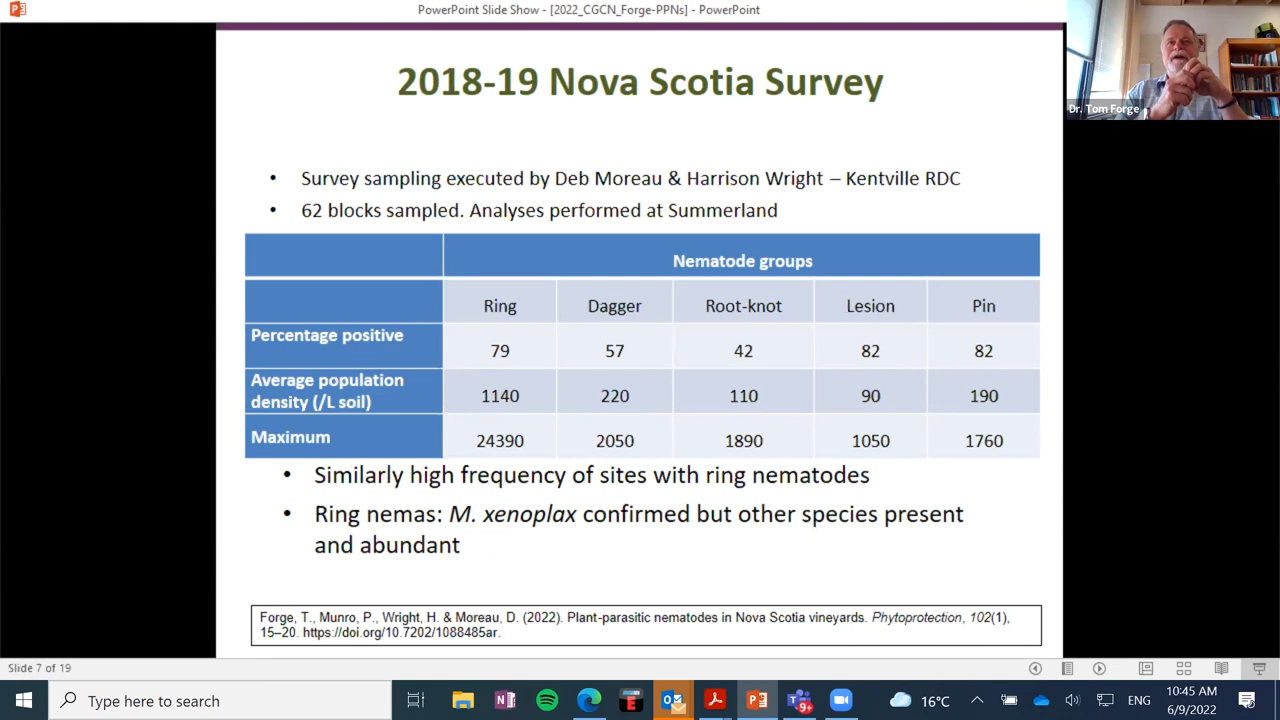 PowerPoint Slide Show - [2022_CGCN_Forge-PPNs] - PowerPoint
Dr. Tom Forge
2018-19 Nova Scotia Survey
• Survey sampling executed by Deb Moreau & Harrison Wright – Kentville RDC
• 62 blocks sampled. Analyses performed at Summerland
Nematode groups
Ring Dagger Root-knot Lesion Pin
Percentage positive 79 57 42 82 82
Average population
density (/L soil) 1140 220 110 90 190
Maximum 24390 2050 1890 1050 1760
• Similarly high frequency of sites with ring nematodes
• Ring nemas: M. xenoplax confirmed but other species present
and abundant
Forge, T., Munro, P., Wright, H. & Moreau, D. (2022). Plant-parasitic nematodes in Nova Scotia vineyards. Phytoprotection, 102(1),
15–20. https://doi.org/10.7202/1088485ar.
Slide 7 of 19
Type here to search
9+
16°C
ENG
10:45 AM
6/9/2022